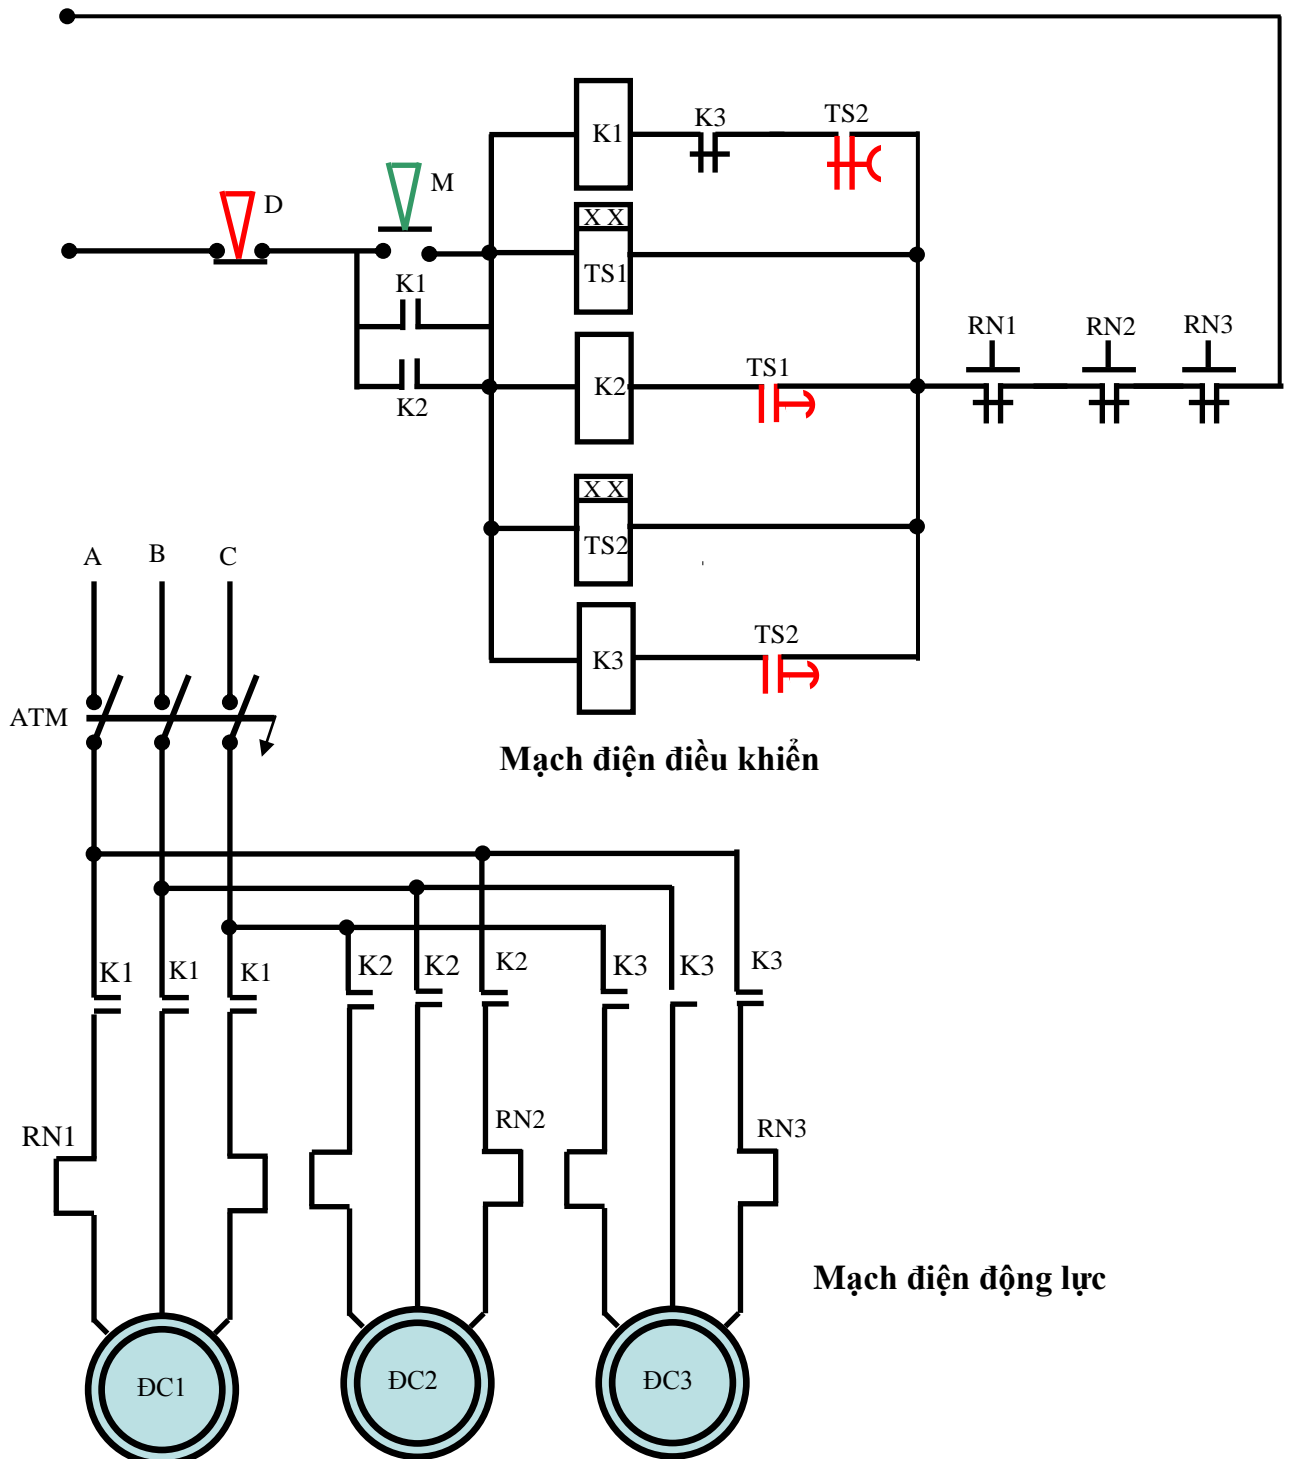 K1
K3
TS2
D
M
X X
TS1
K1
RN1
RN2
RN3
K2
TS1
K2
X X
TS2
A
B
C
K3
TS2
ATM
Mạch điện điều khiển
K1
K1
K1
K2
K2
K2
K3
K3
K3
RN1
RN2
RN3
Mạch điện động lực
ĐC1
ĐC2
ĐC3